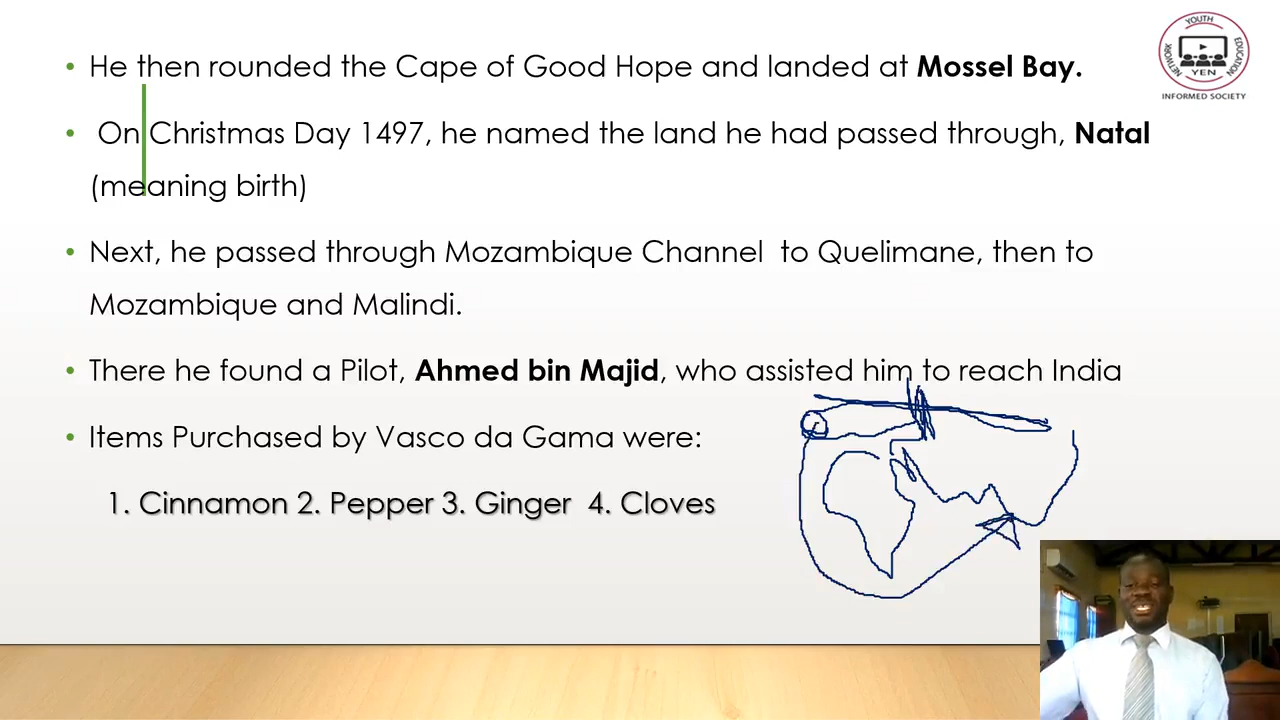 • He then rounded the Cape of Good Hope and landed at Mossel Bay.
• On Christmas Day 1497, he named the land he had passed through, Natal
(meaning birth)
• Next, he passed through Mozambique Channel to Quelimane, then to
Mozambique and Malindi.
• There he found a Pilot, Ahmed bin Majid, who assisted him to reach India
• Items Purchased by Vasco da Gama were:
1. Cinnamon 2. Pepper 3. Ginger 4. Cloves
YOUTH
EDUCATION
NETWORK
YEN
INFORMED SOCIETY